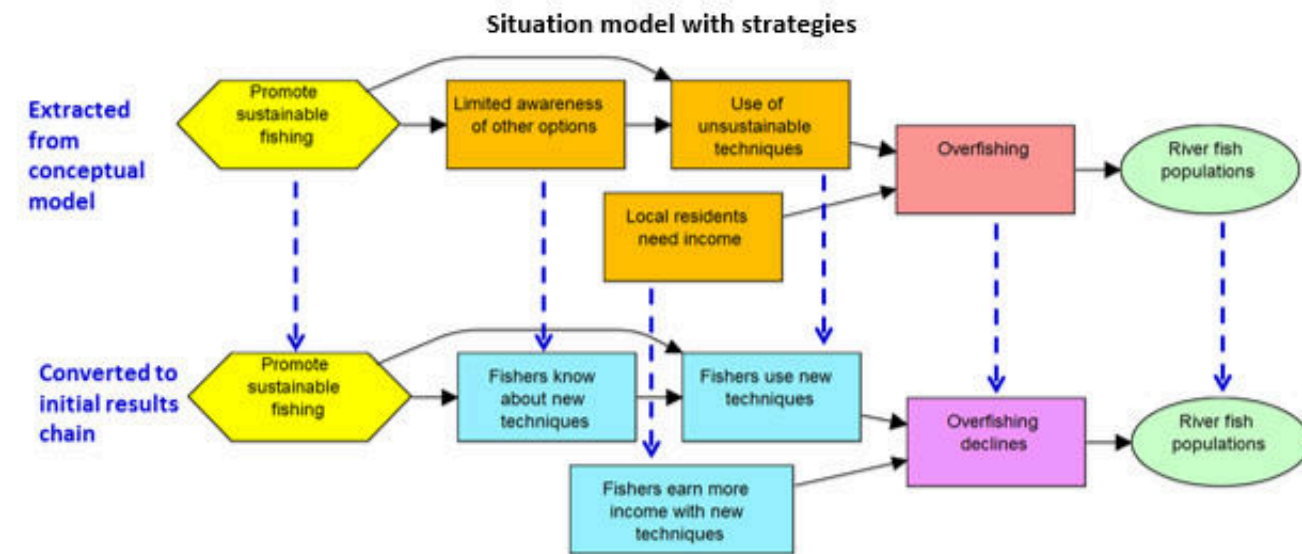 Situation model with strategies
Extracted
from
conceptual
model
Promote
sustainable
fishing
Limited awareness
of other options
Use of
unsustainable
techniques
Overfishing
River fish
populations
Local residents
need income
Converted to
initial results
chain
Promote
sustainable
fishing
Fishers know
about new
techniques
Fishers use new
techniques
Overfishing
declines
River fish
populations
Fishers earn more
income with new
techniques